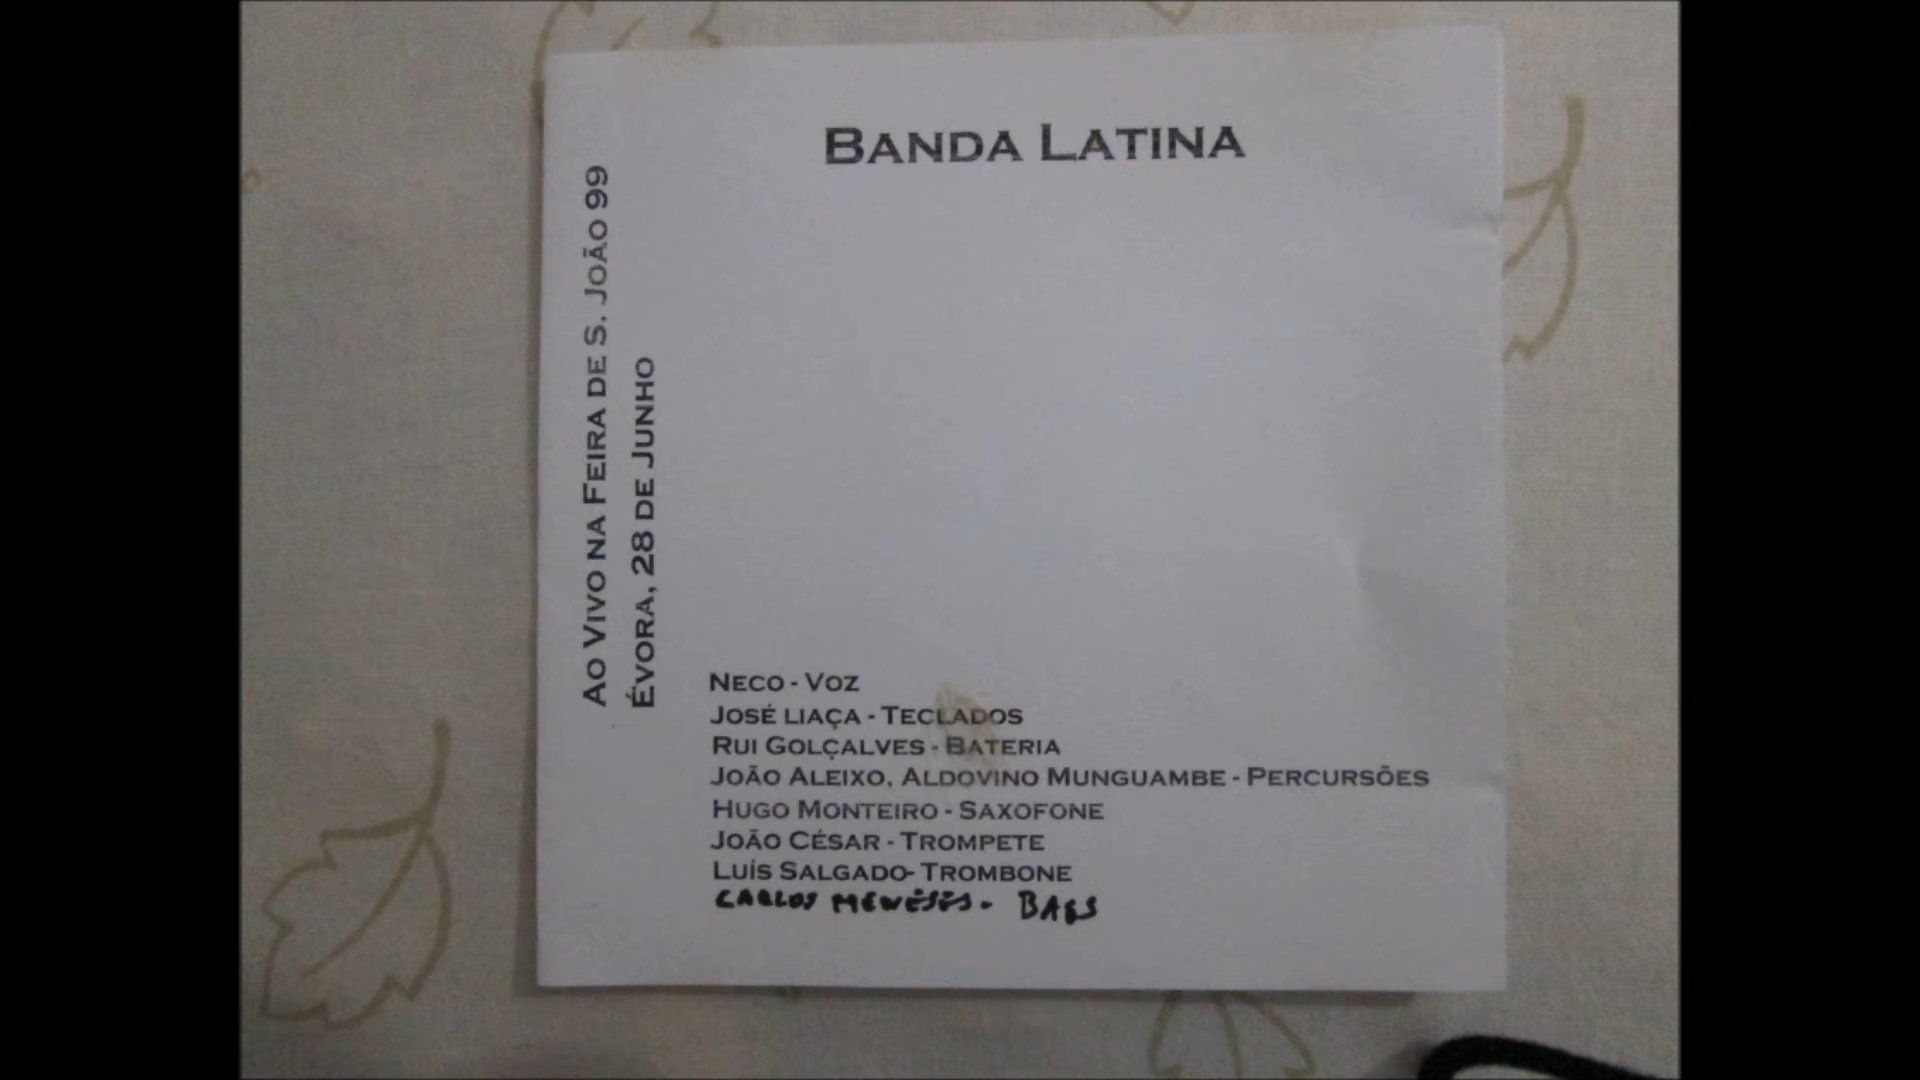 BANDA LATINA
AO VIVO NA FEIRA DE S. JOÃO 99
ÉVORA, 28 DE JUNHO
NECO - VOZ
JOSÉ LIAÇA - TECLADOS
RUI GOLÇALVES - BATERIA
JOÃO ALEIXO, ALDOVINO MUNGUAMBE - PERCURSÕES
HUGO MONTEIRO - SAXOFONE
JOÃO CÉSAR - TROMPETE
LUÍS SALGADO- TROMBONE
CARLOS MENÉSÉS - BASS